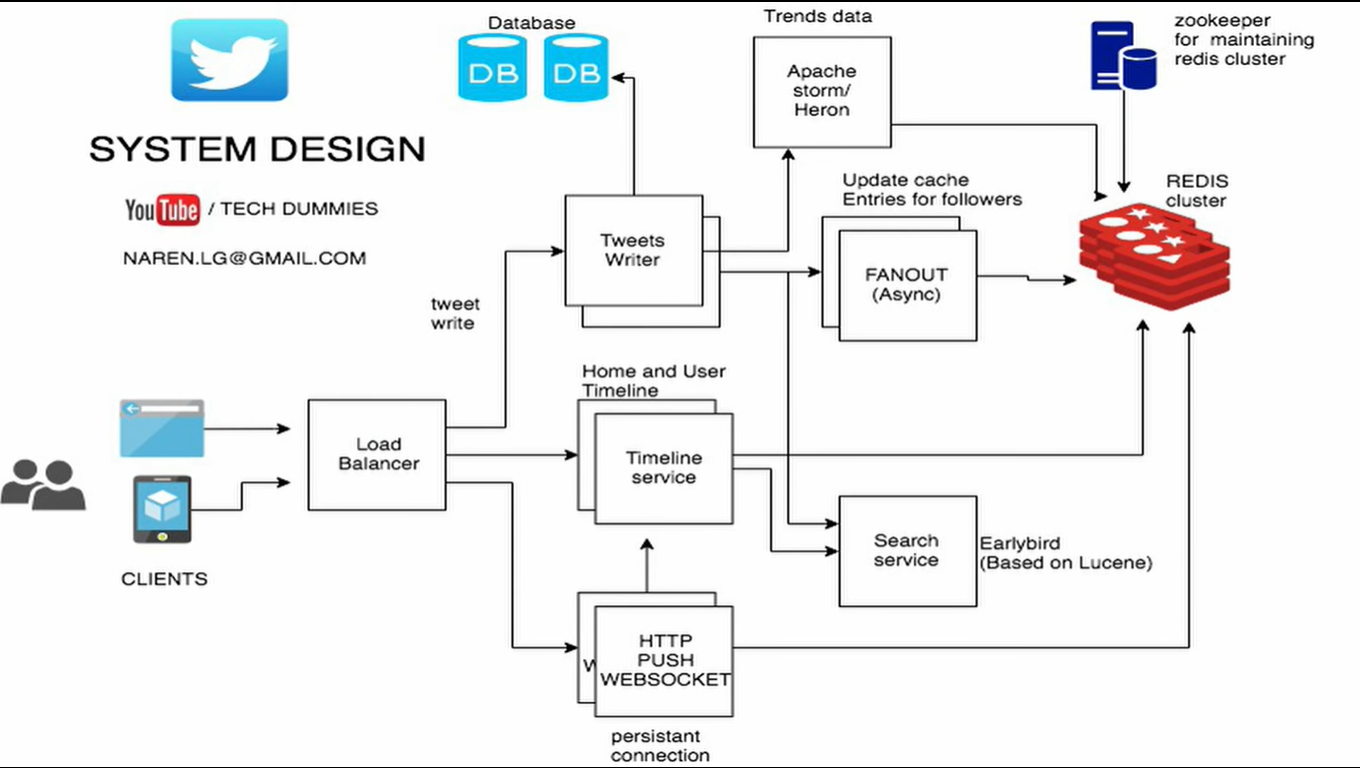 Database
DB DB
Trends data
Apache
storm/
Heron
zookeeper
for maintaining
redis cluster
SYSTEM DESIGN
YouTube / TECH DUMMIES
NAREN.LG@GMAIL.COM
Update cache
Entries for followers
REDIS
cluster
Tweets
Writer
FANOUT
(Async)
tweet
write
Home and User
Timeline
Load
Balancer
Timeline
service
Search
service
Earlybird
(Based on Lucene)
CLIENTS
W
HTTP
PUSH
WEBSOCKET
persistant
connection